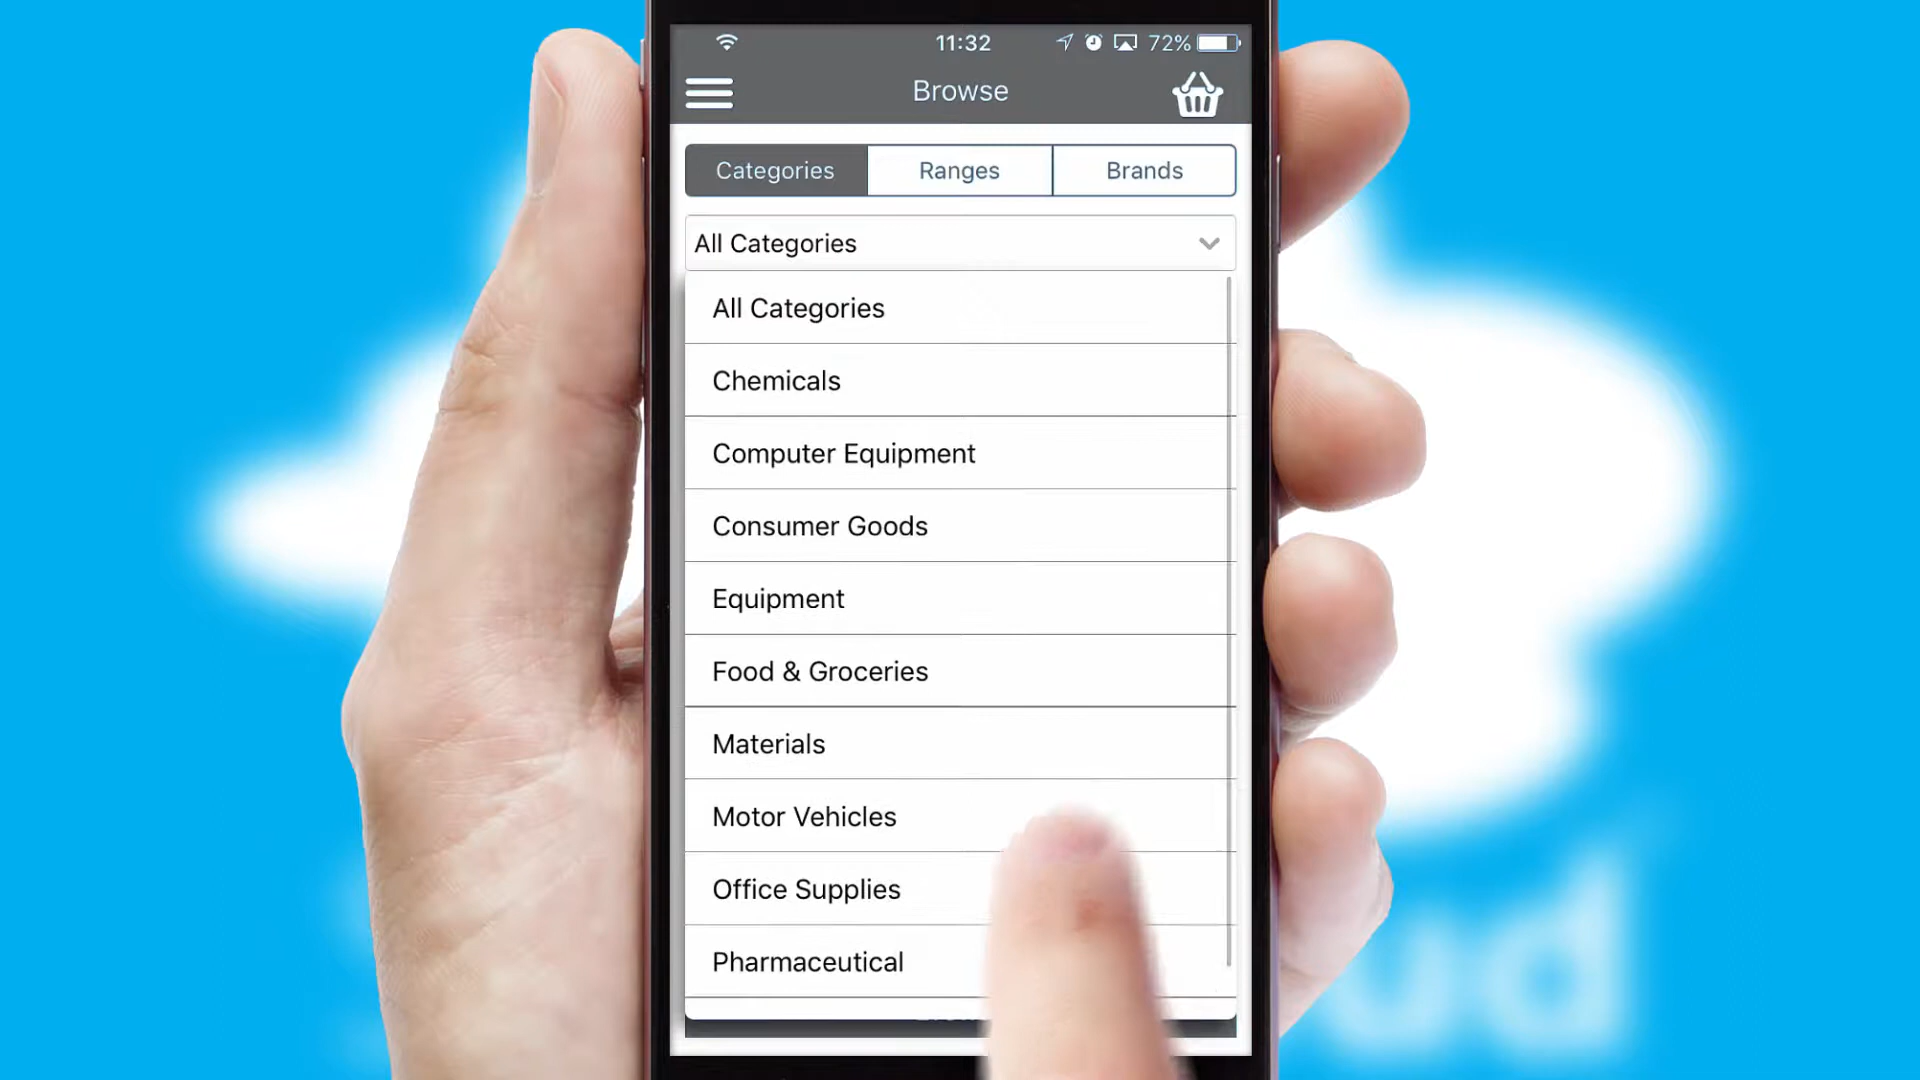 11:32
72%
Browse
Categories
Ranges
Brands
All Categories
All Categories
Chemicals
Computer Equipment
Consumer Goods
Equipment
Food & Groceries
Materials
Motor Vehicles
Office Supplies
Pharmaceutical